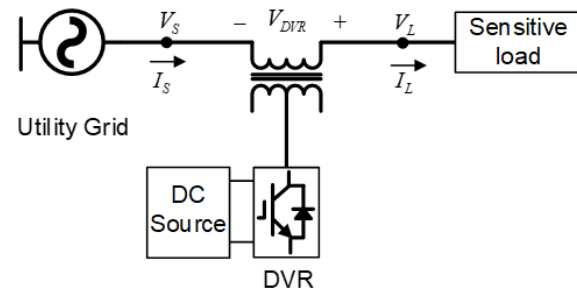 V_S
− V_DVR +
V_L
Sensitive
load
I_S
I_L
Utility Grid
DC
Source
DVR